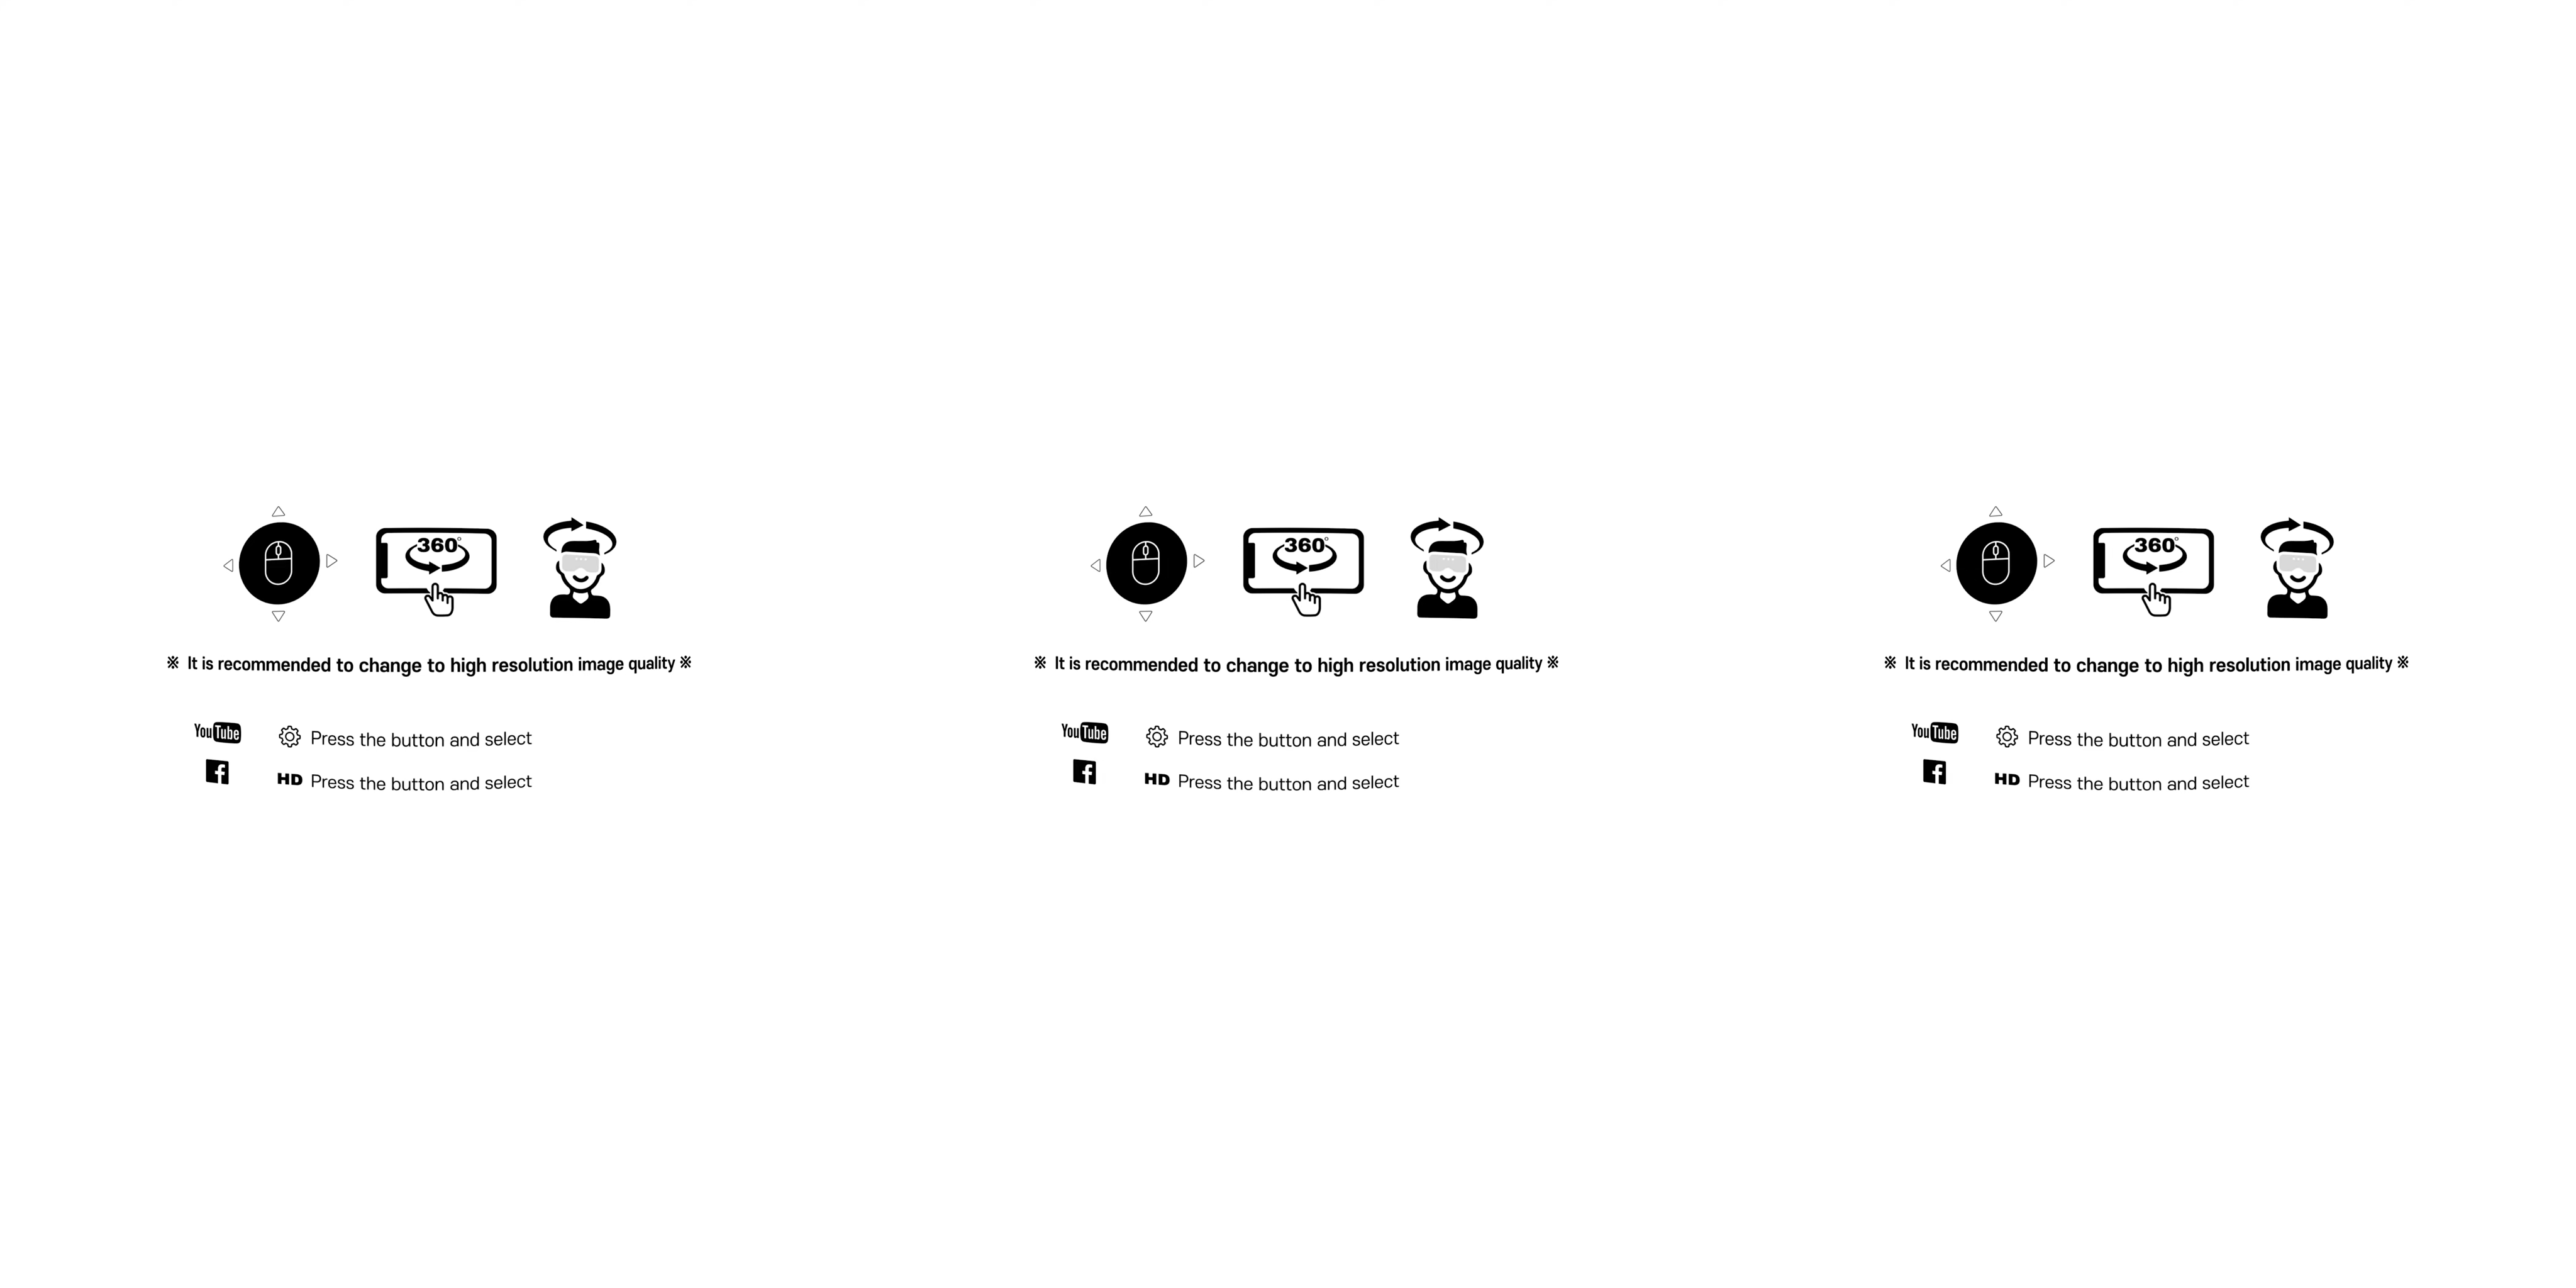 360°
※ It is recommended to change to high resolution image quality ※
YouTube Press the button and select
f HD Press the button and select
360°
※ It is recommended to change to high resolution image quality ※
YouTube Press the button and select
f HD Press the button and select
360°
※ It is recommended to change to high resolution image quality ※
YouTube Press the button and select
f HD Press the button and select